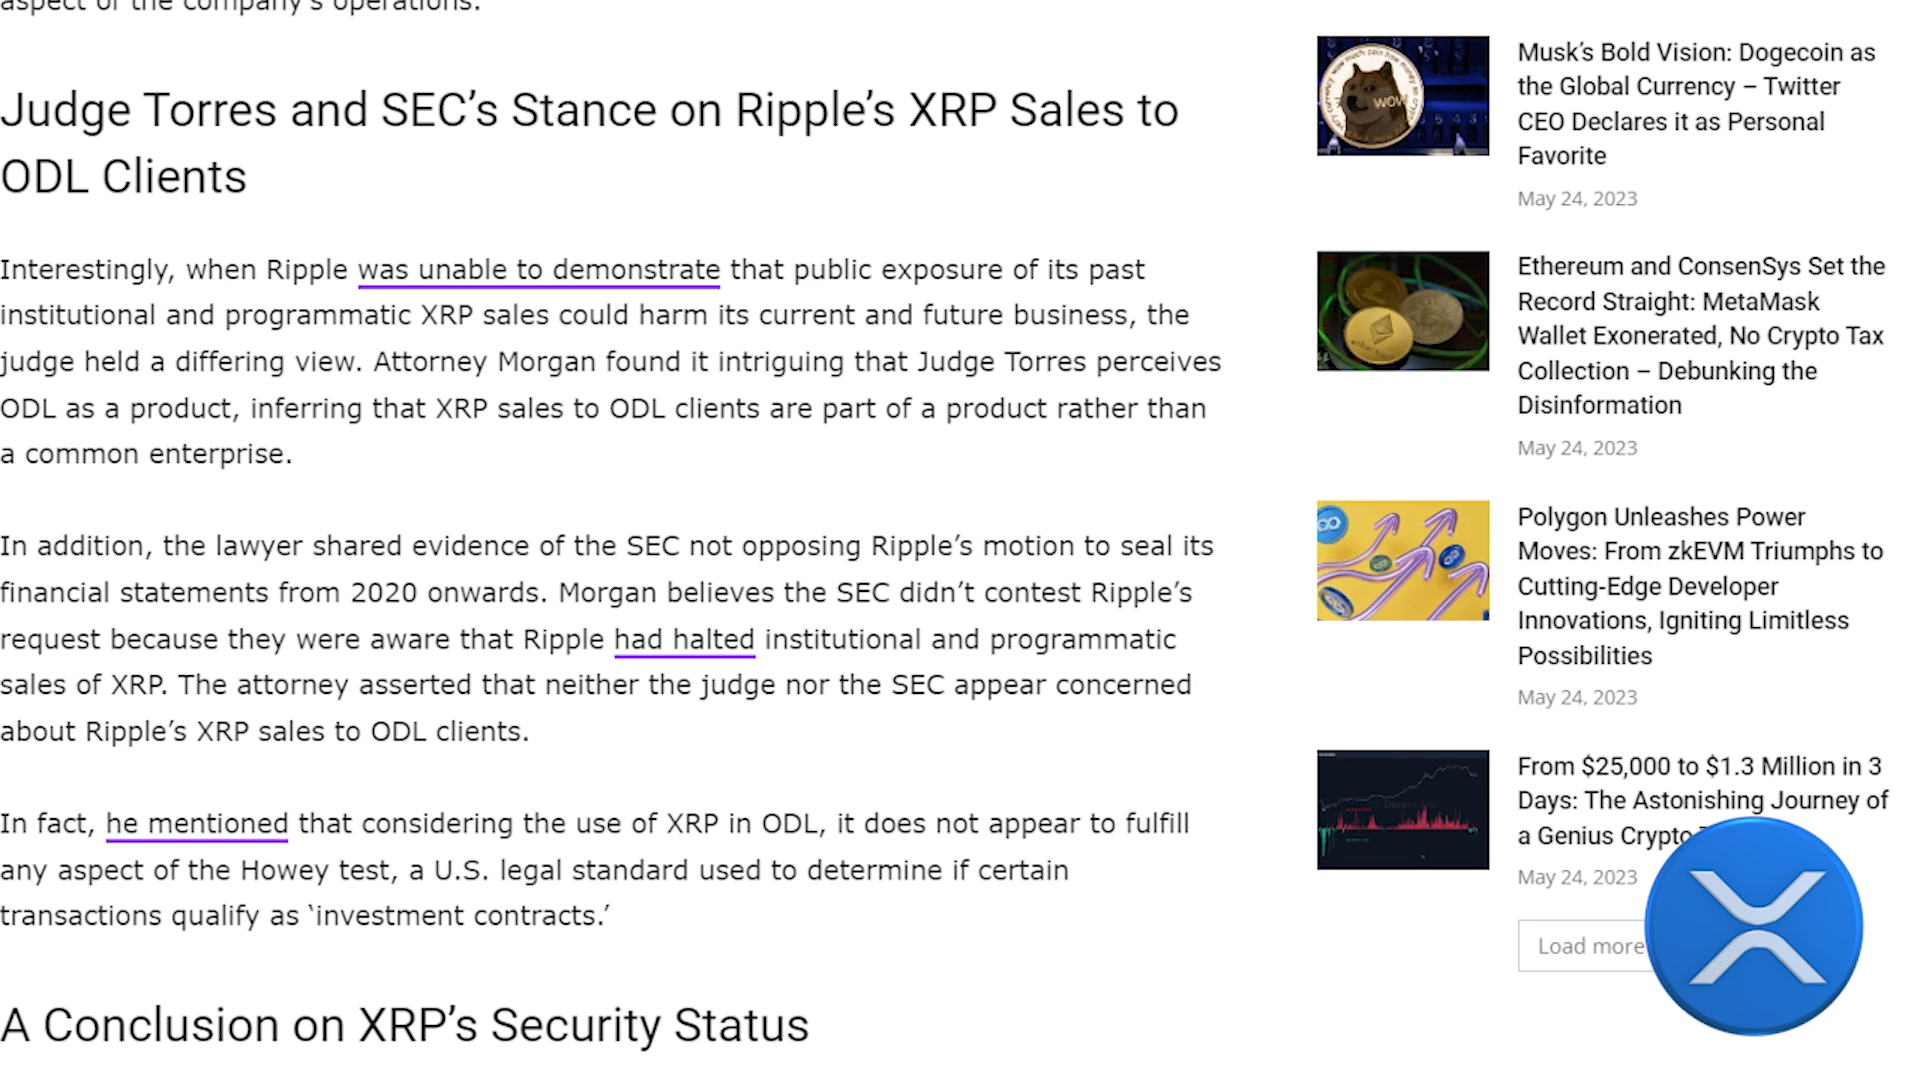 aspect of the company's operations.
Judge Torres and SEC’s Stance on Ripple’s XRP Sales to
ODL Clients
Interestingly, when Ripple was unable to demonstrate that public exposure of its past
institutional and programmatic XRP sales could harm its current and future business, the
judge held a differing view. Attorney Morgan found it intriguing that Judge Torres perceives
ODL as a product, inferring that XRP sales to ODL clients are part of a product rather than
a common enterprise.
In addition, the lawyer shared evidence of the SEC not opposing Ripple’s motion to seal its
financial statements from 2020 onwards. Morgan believes the SEC didn’t contest Ripple’s
request because they were aware that Ripple had halted institutional and programmatic
sales of XRP. The attorney asserted that neither the judge nor the SEC appear concerned
about Ripple’s XRP sales to ODL clients.
In fact, he mentioned that considering the use of XRP in ODL, it does not appear to fulfill
any aspect of the Howey test, a U.S. legal standard used to determine if certain
transactions qualify as ‘investment contracts.’
A Conclusion on XRP’s Security Status
WOW
Musk’s Bold Vision: Dogecoin as
the Global Currency – Twitter
CEO Declares it as Personal
Favorite
May 24, 2023
Ethereum and ConsenSys Set the
Record Straight: MetaMask
Wallet Exonerated, No Crypto Tax
Collection – Debunking the
Disinformation
May 24, 2023
Polygon Unleashes Power
Moves: From zkEVM Triumphs to
Cutting-Edge Developer
Innovations, Igniting Limitless
Possibilities
May 24, 2023
From $25,000 to $1.3 Million in 3
Days: The Astonishing Journey of
a Genius Crypto
May 24, 2023
Load more